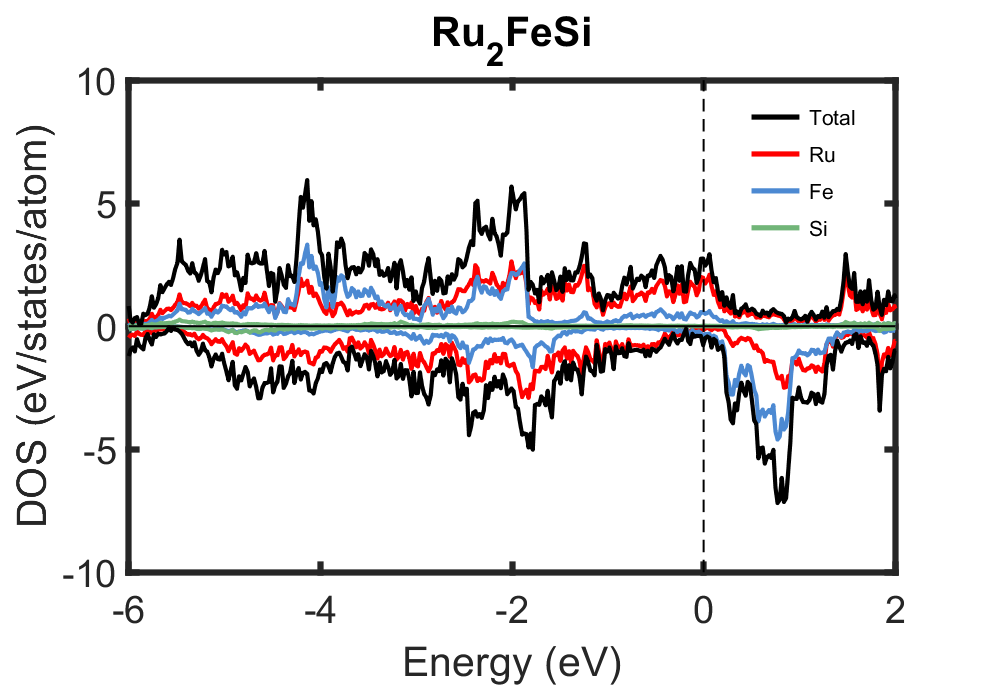 Ru₂FeSi
10
5
0
-5
-10
DOS (eV/states/atom)
Total
Ru
Fe
Si
-6 -4 -2 0 2
Energy (eV)